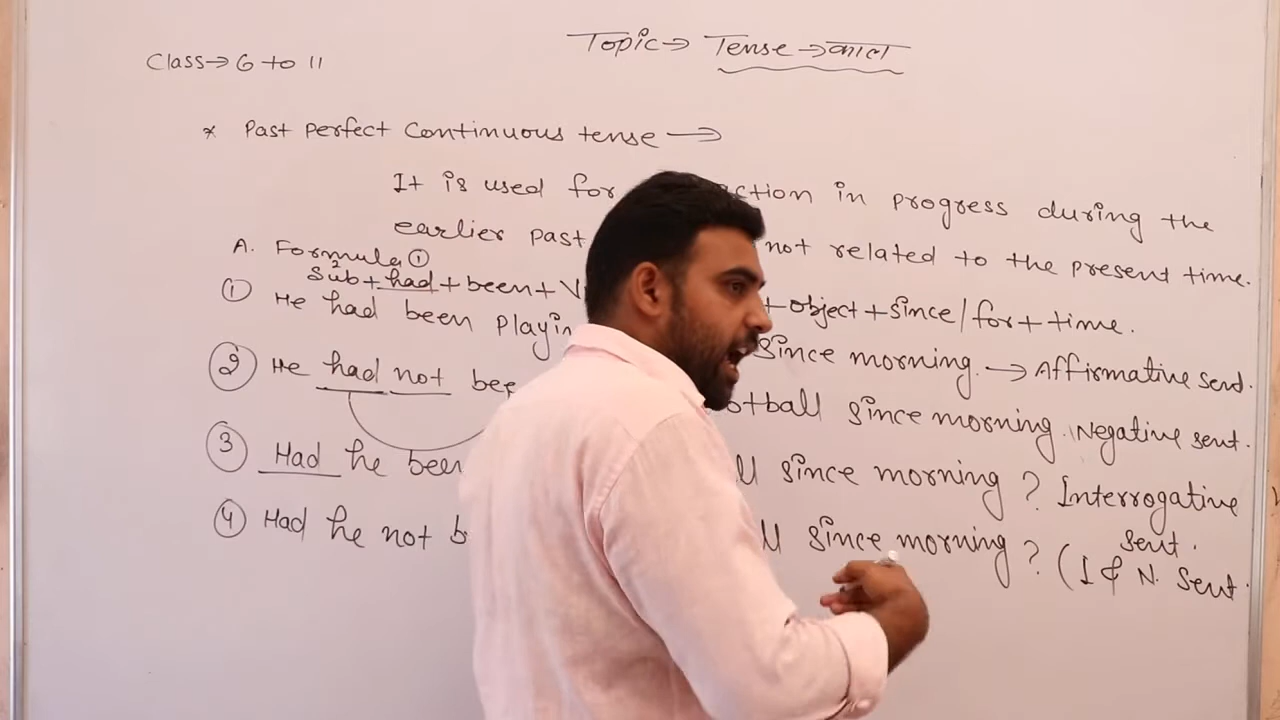 Class→ 6 to 11
Topic→ Tense→काल
* Past perfect Continuous tense →
It is used for ction in progress during the
earlier past not related to the present time.
A. Formula ①
Sub+had+been+V +object+since/for+time.
① He had been playin since morning. → Affirmative sent.
② He had not bee otball since morning. Negative sent.
③ Had he been ll since morning? Interrogative
sent.
④ Had he not b ll since morning? (I & N. sent.